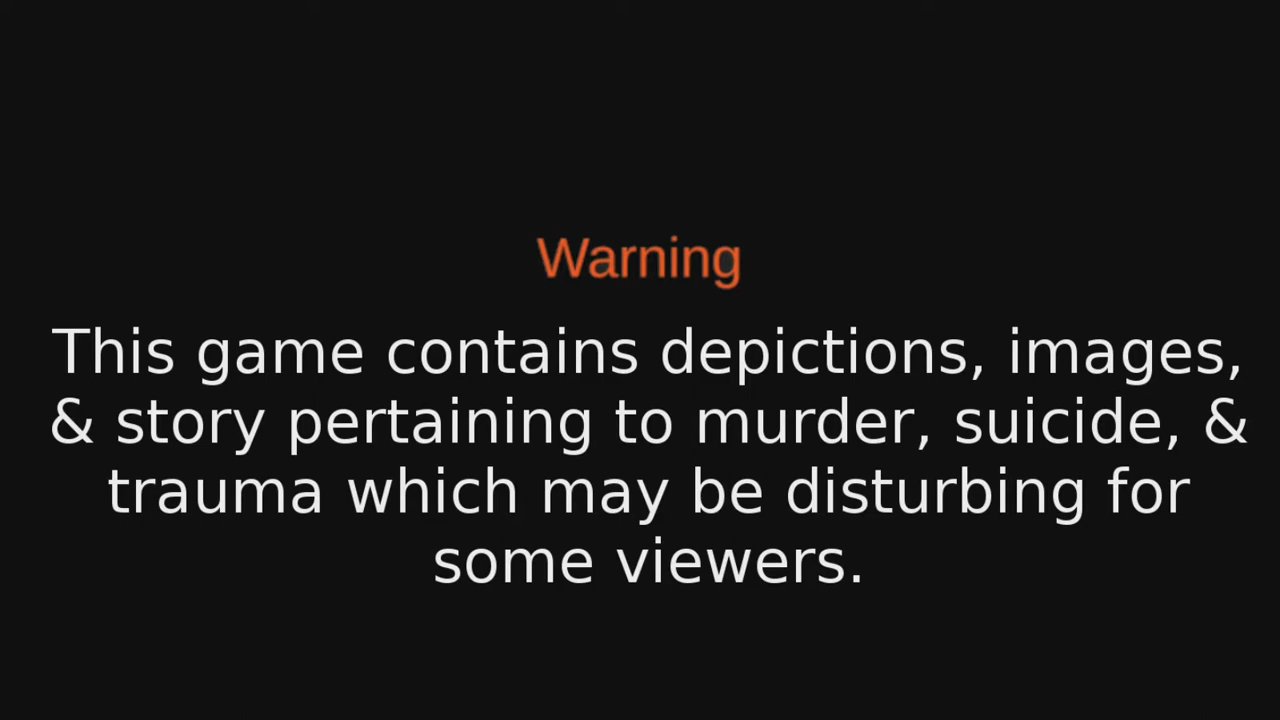 Warning
This game contains depictions, images,
& story pertaining to murder, suicide, &
trauma which may be disturbing for
some viewers.